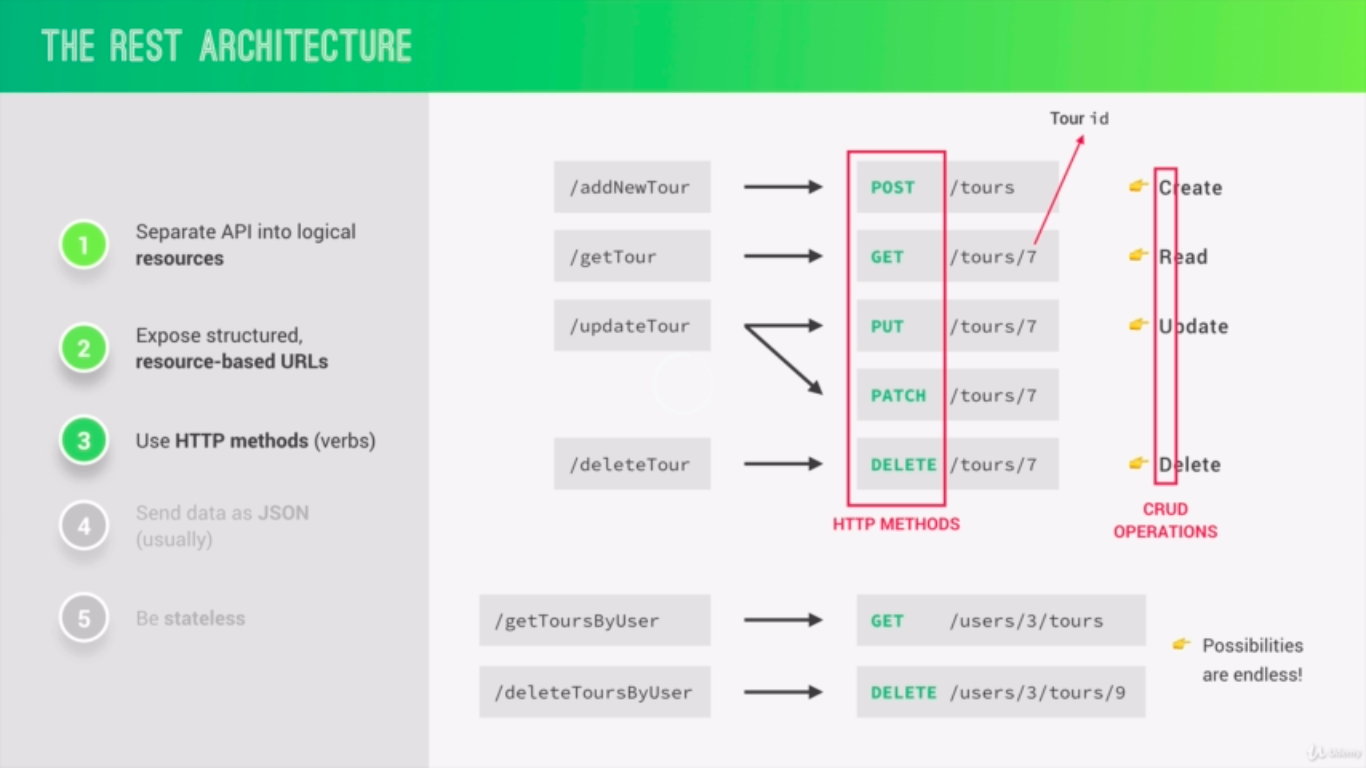 THE REST ARCHITECTURE
1
Separate API into logical
resources
2
Expose structured,
resource-based URLs
3
Use HTTP methods (verbs)
4
Send data as JSON
(usually)
5
Be stateless
Tour id
/addNewTour POST /tours Create
/getTour GET /tours/7 Read
/updateTour PUT /tours/7 Update
PATCH /tours/7
/deleteTour DELETE /tours/7 Delete
HTTP METHODS
CRUD
OPERATIONS
/getToursByUser GET /users/3/tours
/deleteToursByUser DELETE /users/3/tours/9
Possibilities
are endless!
Udemy